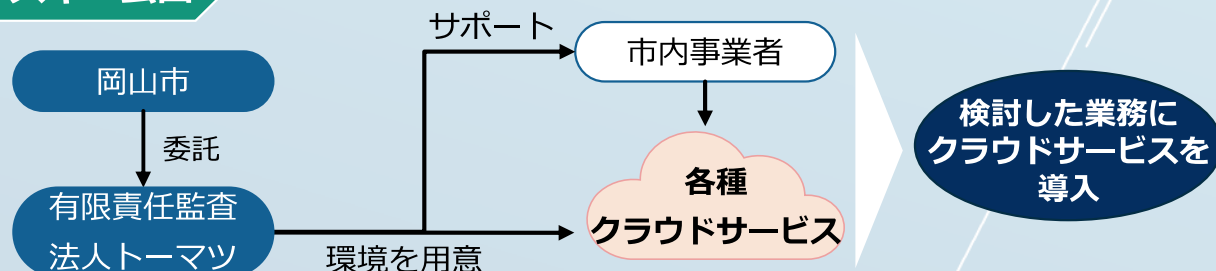 サポート
岡山市
市内事業者
委託
有限責任監査
法人トーマツ
環境を用意
各種
クラウドサービス
検討した業務に
クラウドサービスを
導入